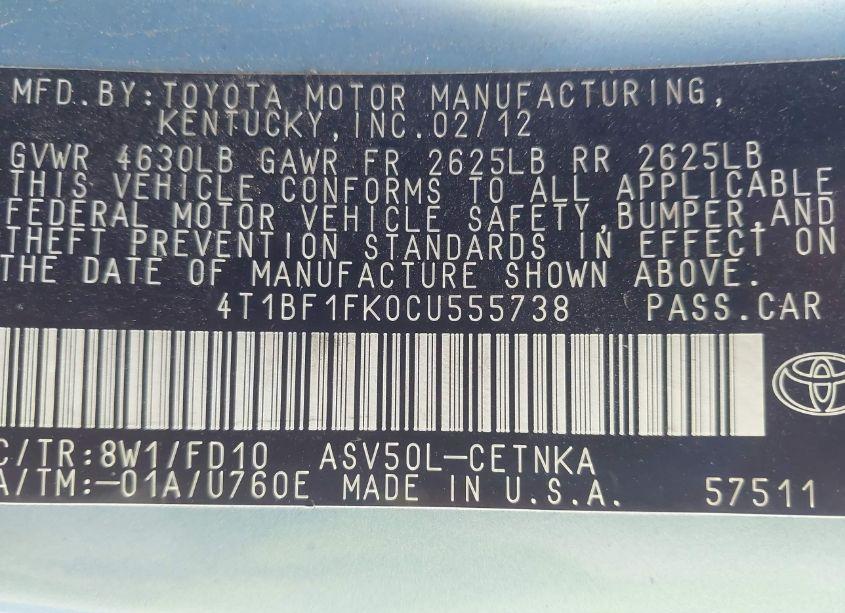 MFD.BY:TOYOTA MOTOR MANUFACTURING,
KENTUCKY,INC.02/12
GVWR 4630LB GAWR FR 2625LB RR 2625LB
THIS VEHICLE CONFORMS TO ALL APPLICABLE
FEDERAL MOTOR VEHICLE SAFETY,BUMPER,AND
THEFT PREVENTION STANDARDS IN EFFECT ON
THE DATE OF MANUFACTURE SHOWN ABOVE.
4T1BF1FK0CU555738 PASS.CAR
C/TR:8W1/FD10 ASV50L-CETNKA
A/TM:-01A/U760E MADE IN U.S.A. 57511